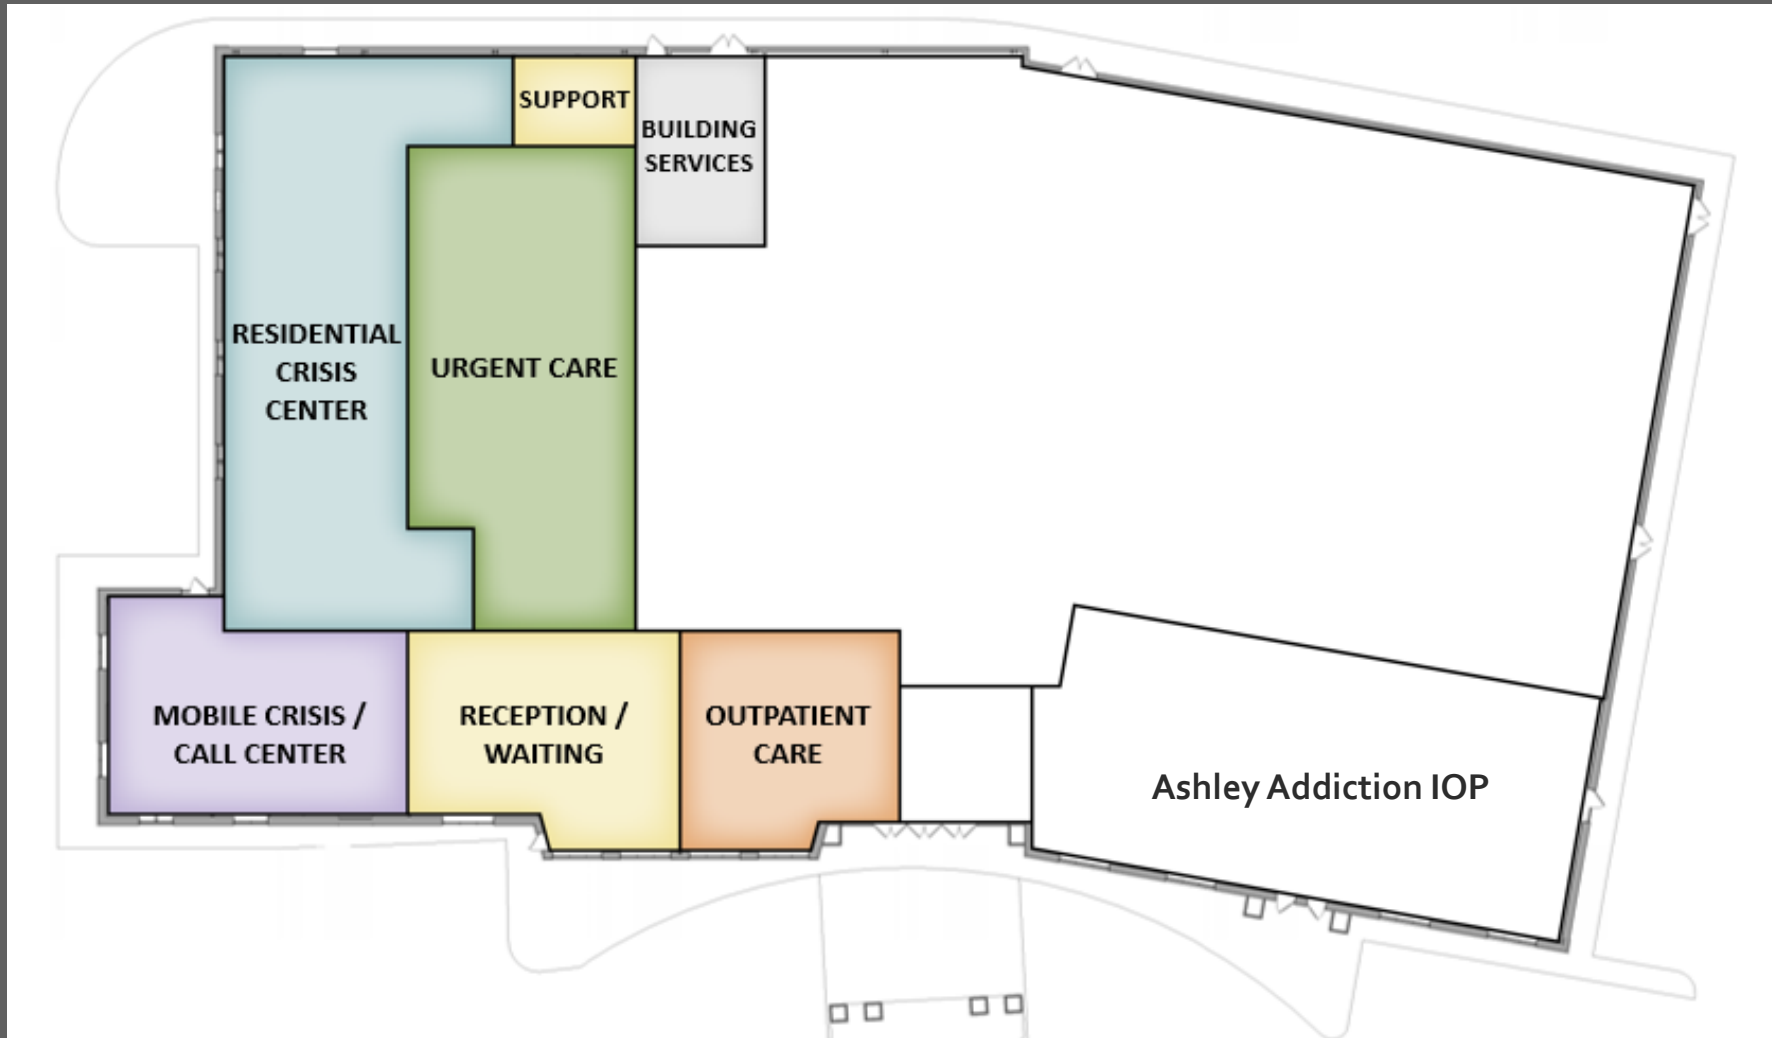 SUPPORT
BUILDING
SERVICES
RESIDENTIAL
CRISIS
CENTER
URGENT CARE
MOBILE CRISIS /
CALL CENTER
RECEPTION /
WAITING
OUTPATIENT
CARE
Ashley Addiction IOP